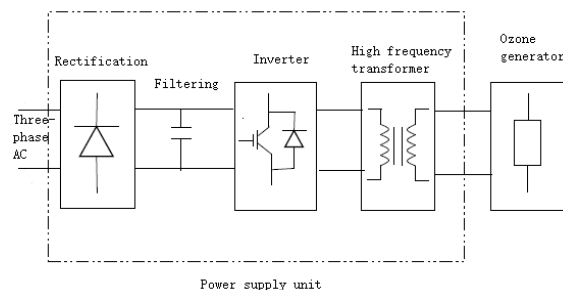 High frequency
transformer
Ozone
generator
Rectification
Inverter
Filtering
Three-
phase
AC
Power supply unit